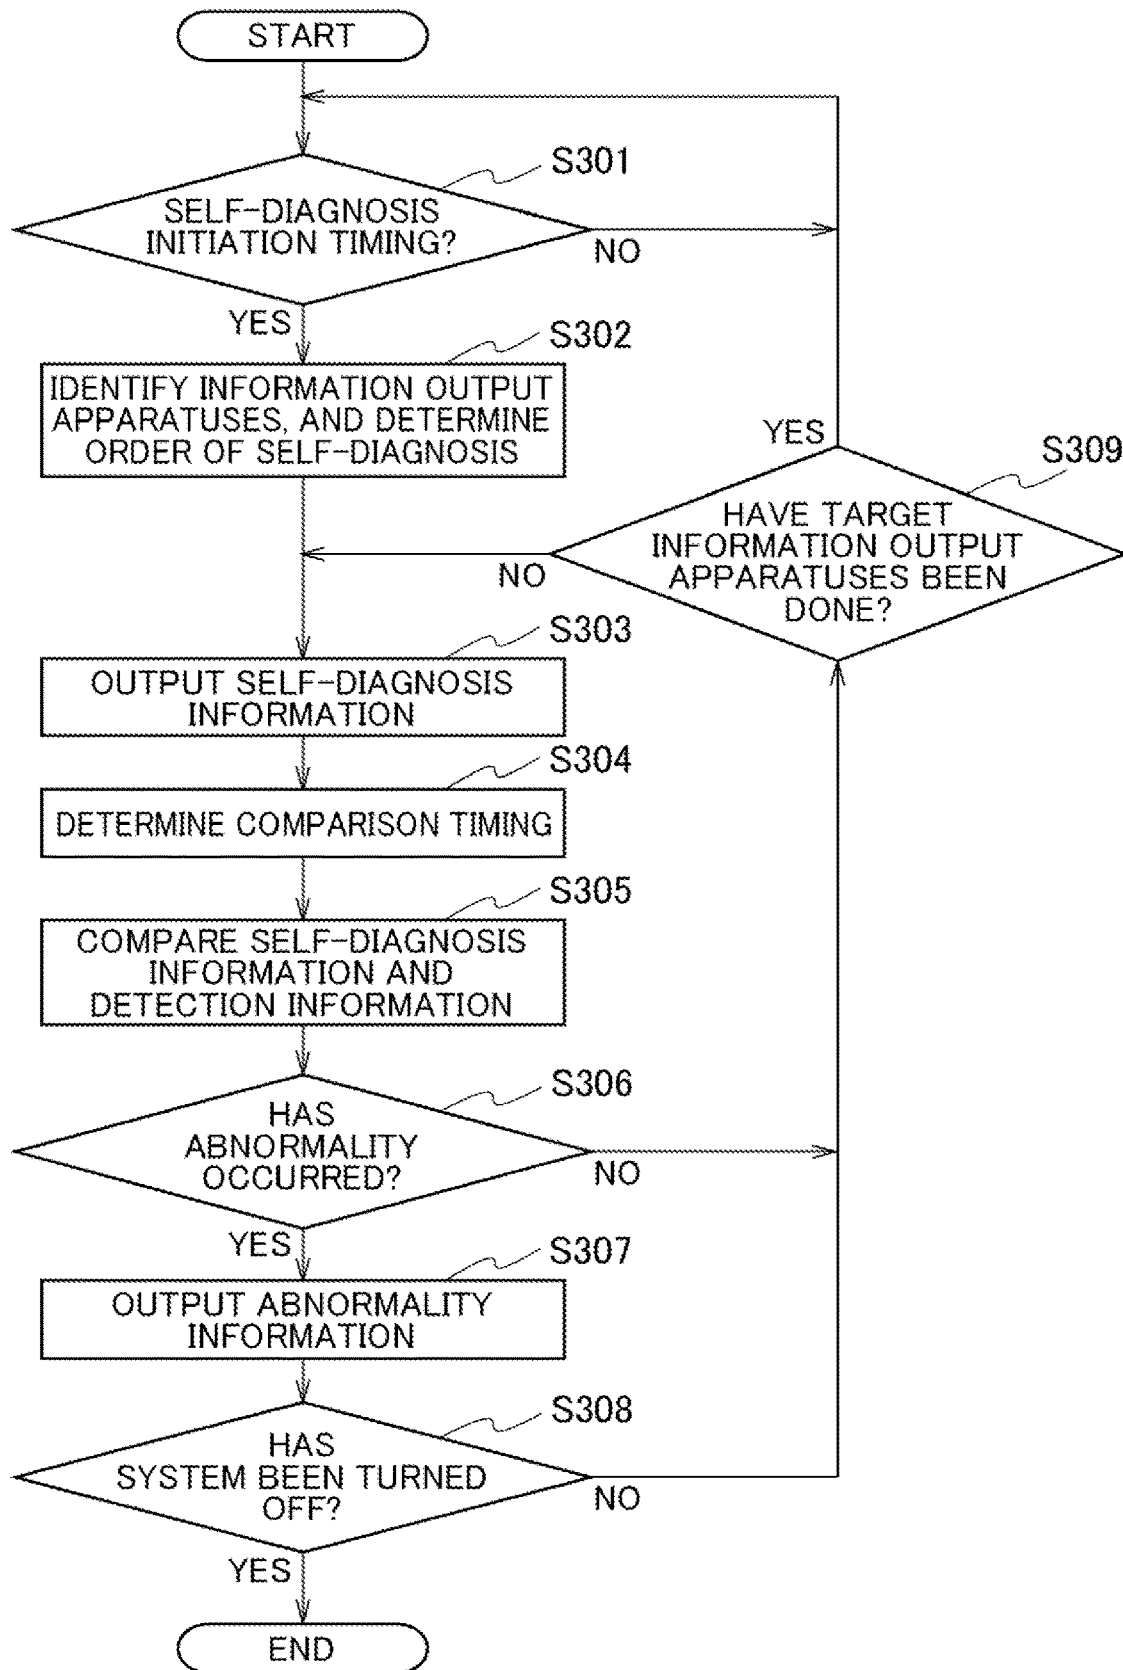 START
S301
SELF-DIAGNOSIS
INITIATION TIMING?
NO
YES
S302
IDENTIFY INFORMATION OUTPUT
APPARATUSES, AND DETERMINE
ORDER OF SELF-DIAGNOSIS
YES
S309
HAVE TARGET
INFORMATION OUTPUT
APPARATUSES BEEN
DONE?
NO
S303
OUTPUT SELF-DIAGNOSIS
INFORMATION
S304
DETERMINE COMPARISON TIMING
S305
COMPARE SELF-DIAGNOSIS
INFORMATION AND
DETECTION INFORMATION
S306
HAS
ABNORMALITY
OCCURRED?
NO
YES
S307
OUTPUT ABNORMALITY
INFORMATION
S308
HAS
SYSTEM BEEN TURNED
OFF?
NO
YES
END